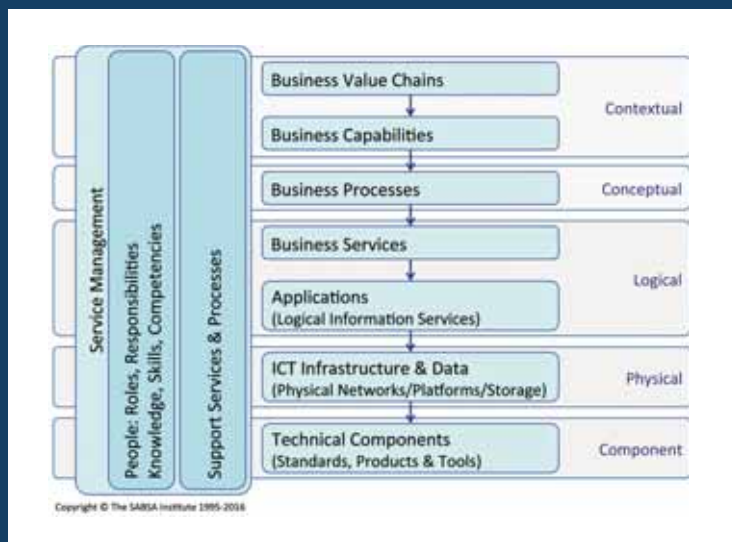 Service Management
People: Roles, Responsibilities
Knowledge, Skills, Competencies
Support Services & Processes
Business Value Chains
Contextual
Business Capabilities
Business Processes
Conceptual
Business Services
Logical
Applications
(Logical Information Services)
ICT Infrastructure & Data
(Physical Networks/Platforms/Storage)
Physical
Technical Components
(Standards, Products & Tools)
Component
Copyright © The SABSA Institute 1995-2016